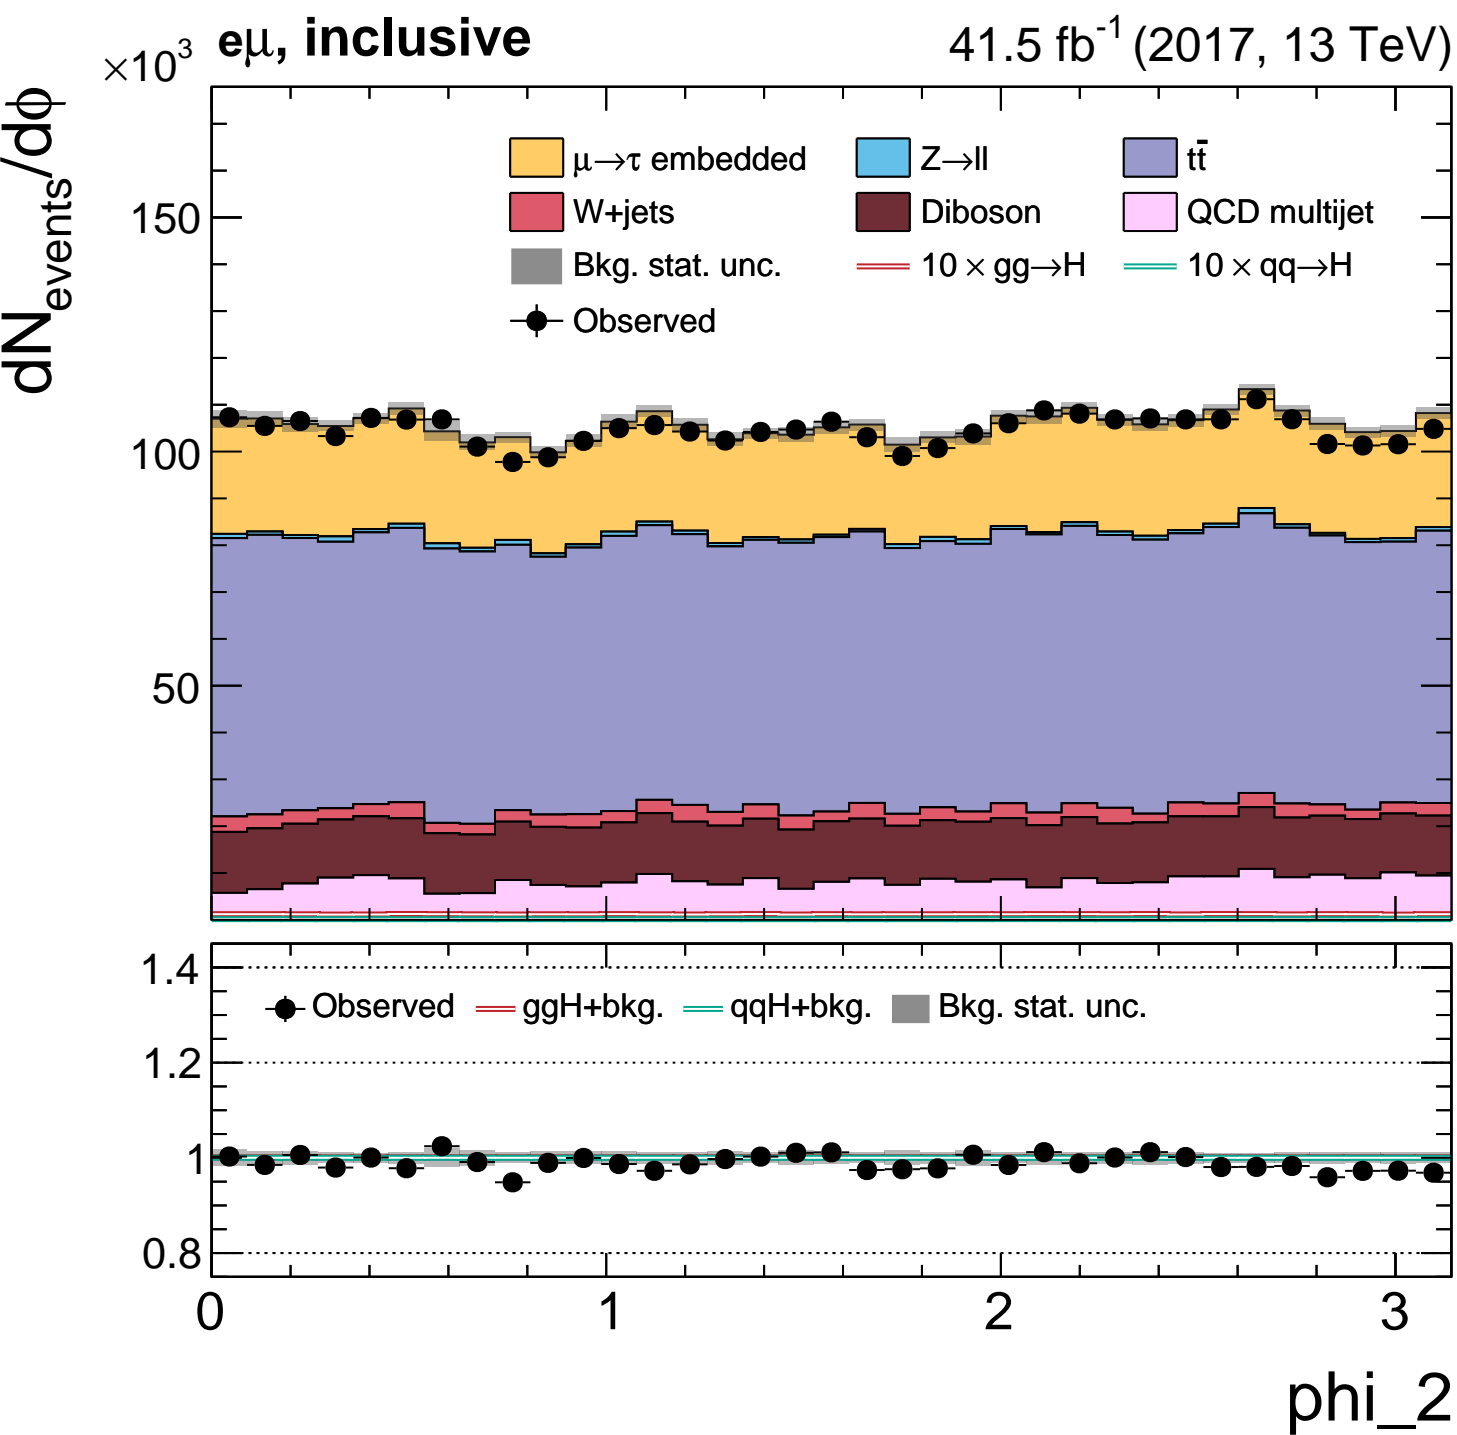 ×10³ eμ, inclusive 41.5 fb⁻¹ (2017, 13 TeV)
dN_events/dϕ
μ→τ embedded Z→ll tt̄
W+jets Diboson QCD multijet
Bkg. stat. unc. 10 × gg→H 10 × qq→H
Observed
150
100
50
1.4
Observed ggH+bkg. qqH+bkg. Bkg. stat. unc.
1.2
1
0.8
0 1 2 3
phi_2